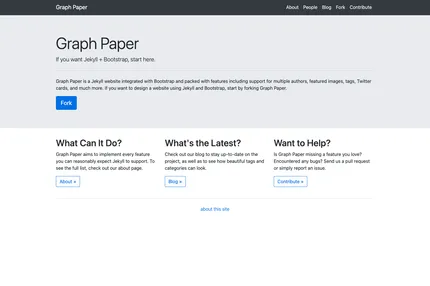 Graph Paper
About People Blog Fork Contribute
Graph Paper
If you want Jekyll + Bootstrap, start here.
Graph Paper is a Jekyll website integrated with Bootstrap and packed with features including support for multiple authors, featured images, tags, Twitter
cards, and much more. If you want to design a website using Jekyll and Bootstrap, start by forking Graph Paper.
Fork
What Can It Do?
Graph Paper aims to implement every feature
you can reasonably expect Jekyll to support. To
see the full list, check out our about page.
About »
What's the Latest?
Check out our blog to stay up-to-date on the
project, as well as to see how beautiful tags and
categories can look.
Blog »
Want to Help?
Is Graph Paper missing a feature you love?
Encountered any bugs? Send us a pull request
or simply report an issue.
Contribute »
about this site